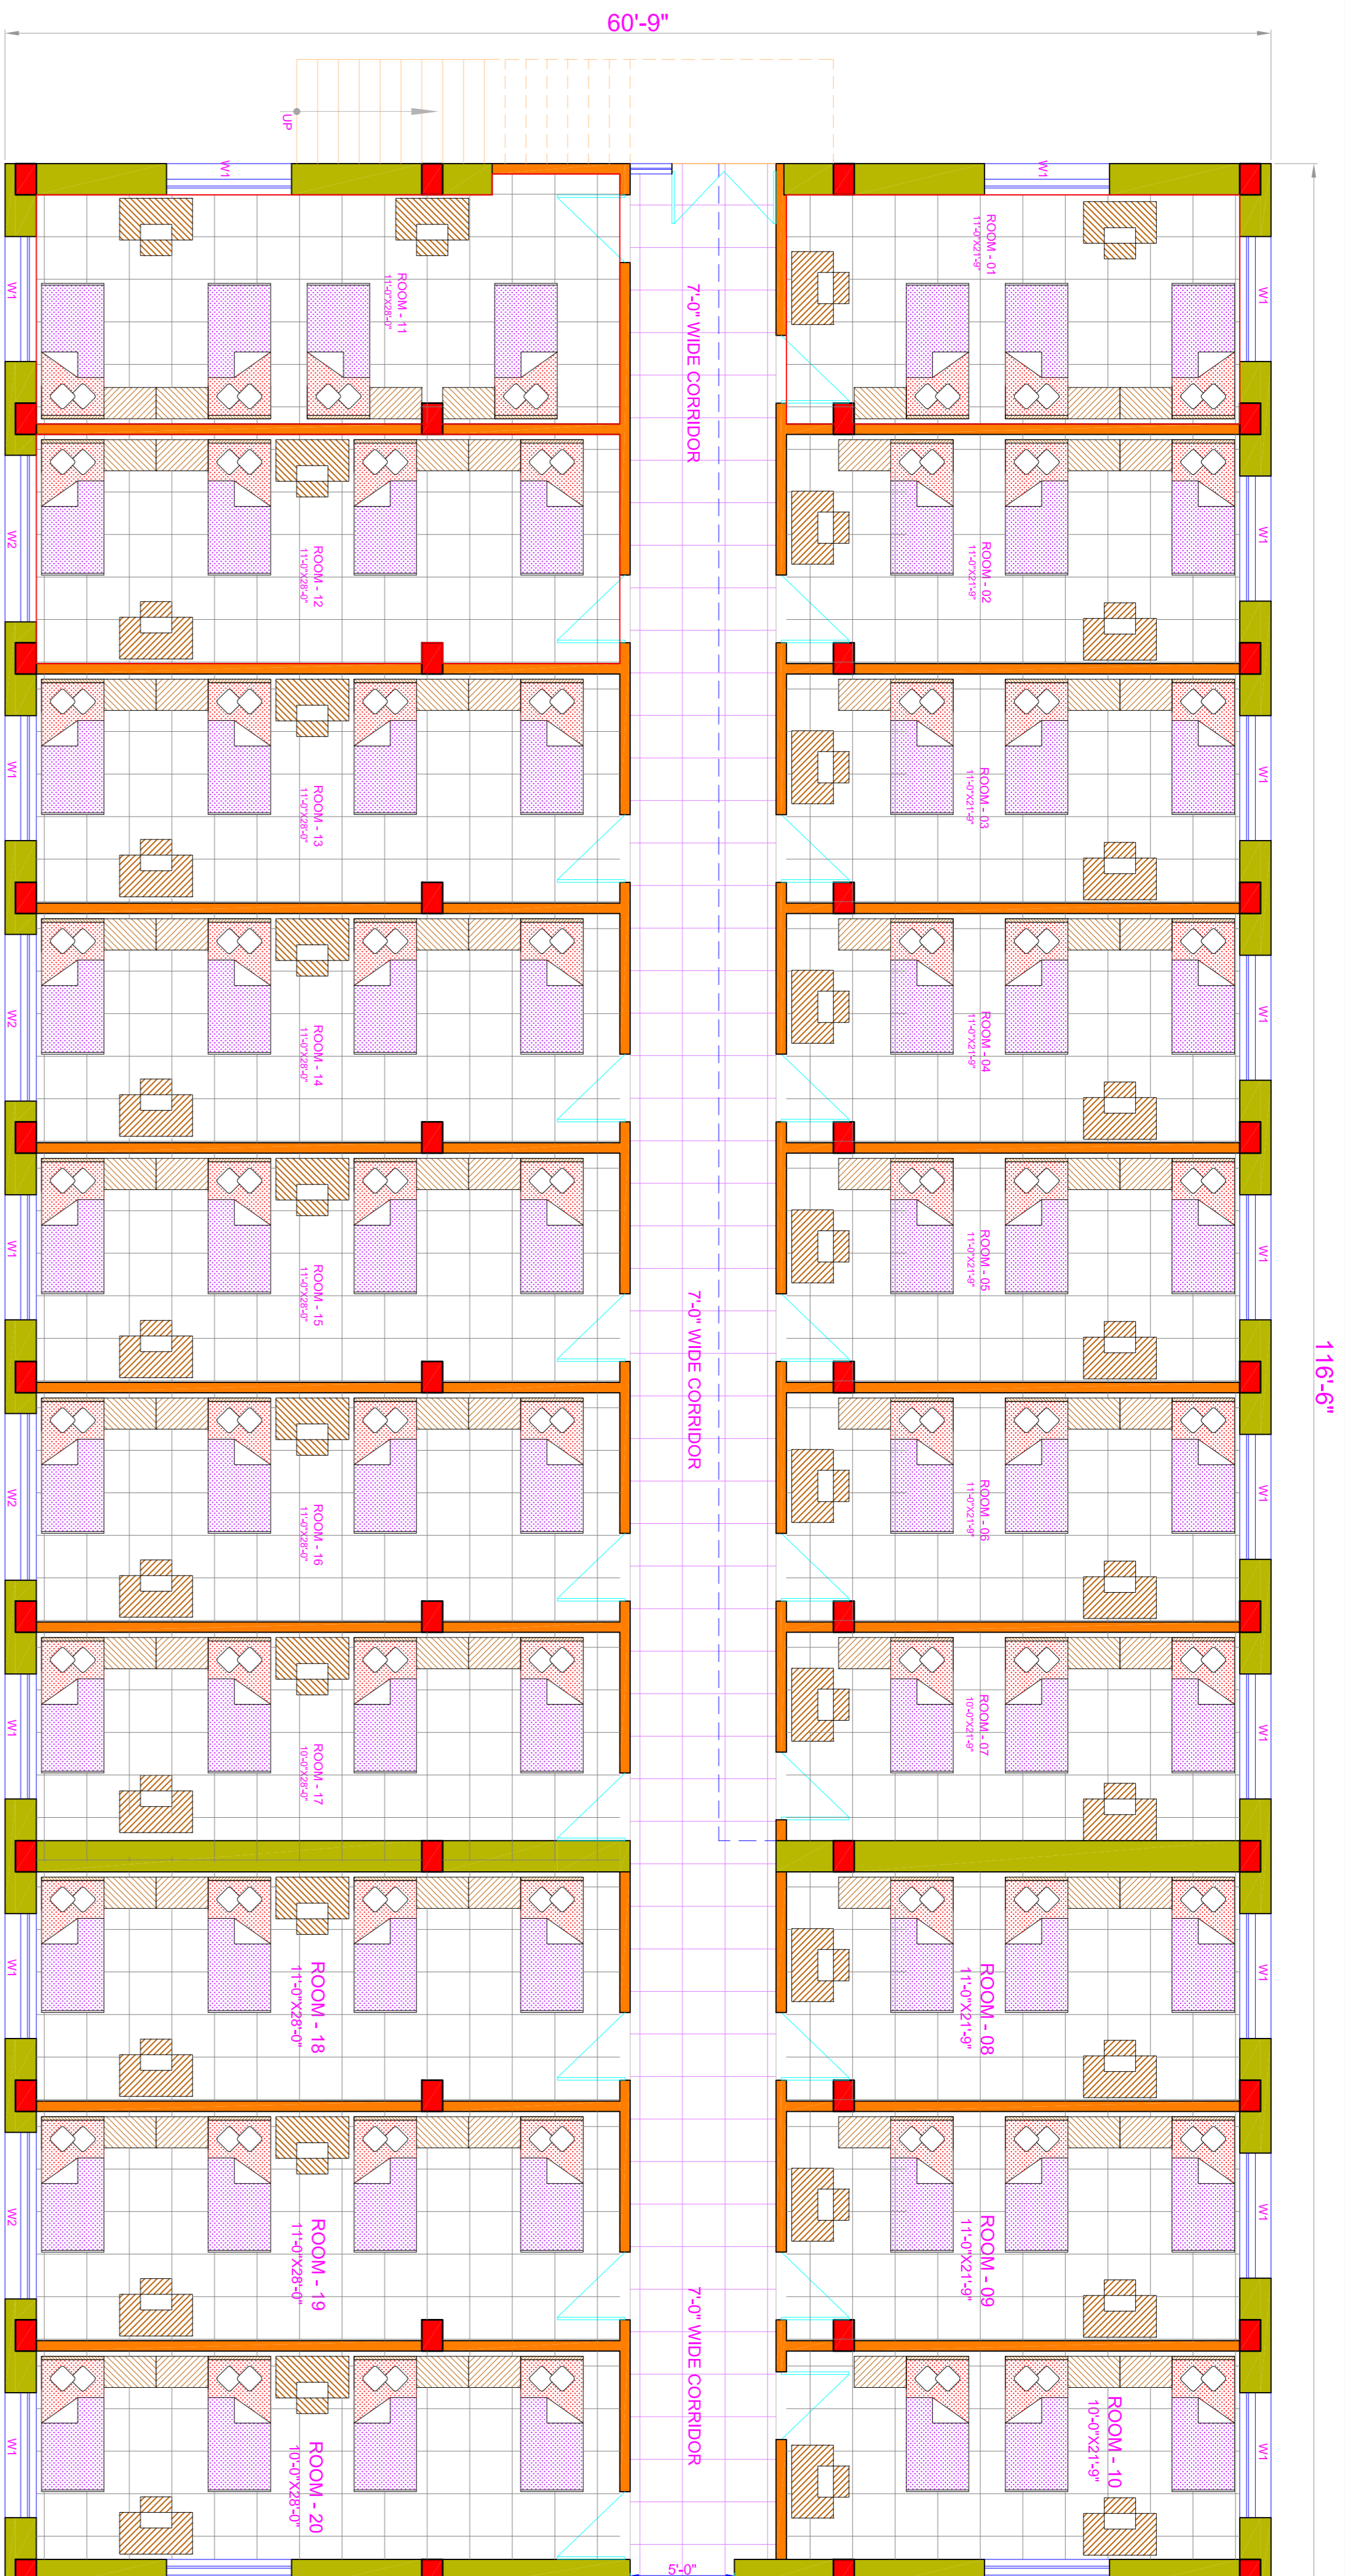 60'-9"
UP
W1
W1
ROOM - 01
11'-0"X21'-9"
ROOM - 11
11'-0"X28'-0"
7'-0" WIDE CORRIDOR
W1
W1
W2
ROOM - 12
11'-0"X28'-0"
ROOM - 02
11'-0"X21'-9"
W1
W1
ROOM - 13
11'-0"X28'-0"
ROOM - 03
11'-0"X21'-9"
W1
W2
ROOM - 14
11'-0"X28'-0"
ROOM - 04
11'-0"X21'-9"
W1
W1
ROOM - 15
11'-0"X28'-0"
7'-0" WIDE CORRIDOR
ROOM - 05
11'-0"X21'-9"
W1
116'-6"
W2
ROOM - 16
11'-0"X28'-0"
ROOM - 06
11'-0"X21'-9"
W1
W1
ROOM - 17
10'-0"X28'-0"
ROOM - 07
10'-0"X21'-9"
W1
W1
ROOM - 18
11'-0"X28'-0"
ROOM - 08
11'-0"X21'-9"
W1
W2
ROOM - 19
11'-0"X28'-0"
ROOM - 09
11'-0"X21'-9"
W1
7'-0" WIDE CORRIDOR
W1
ROOM - 20
10'-0"X28'-0"
ROOM - 10
10'-0"X21'-9"
W1
5'-0"